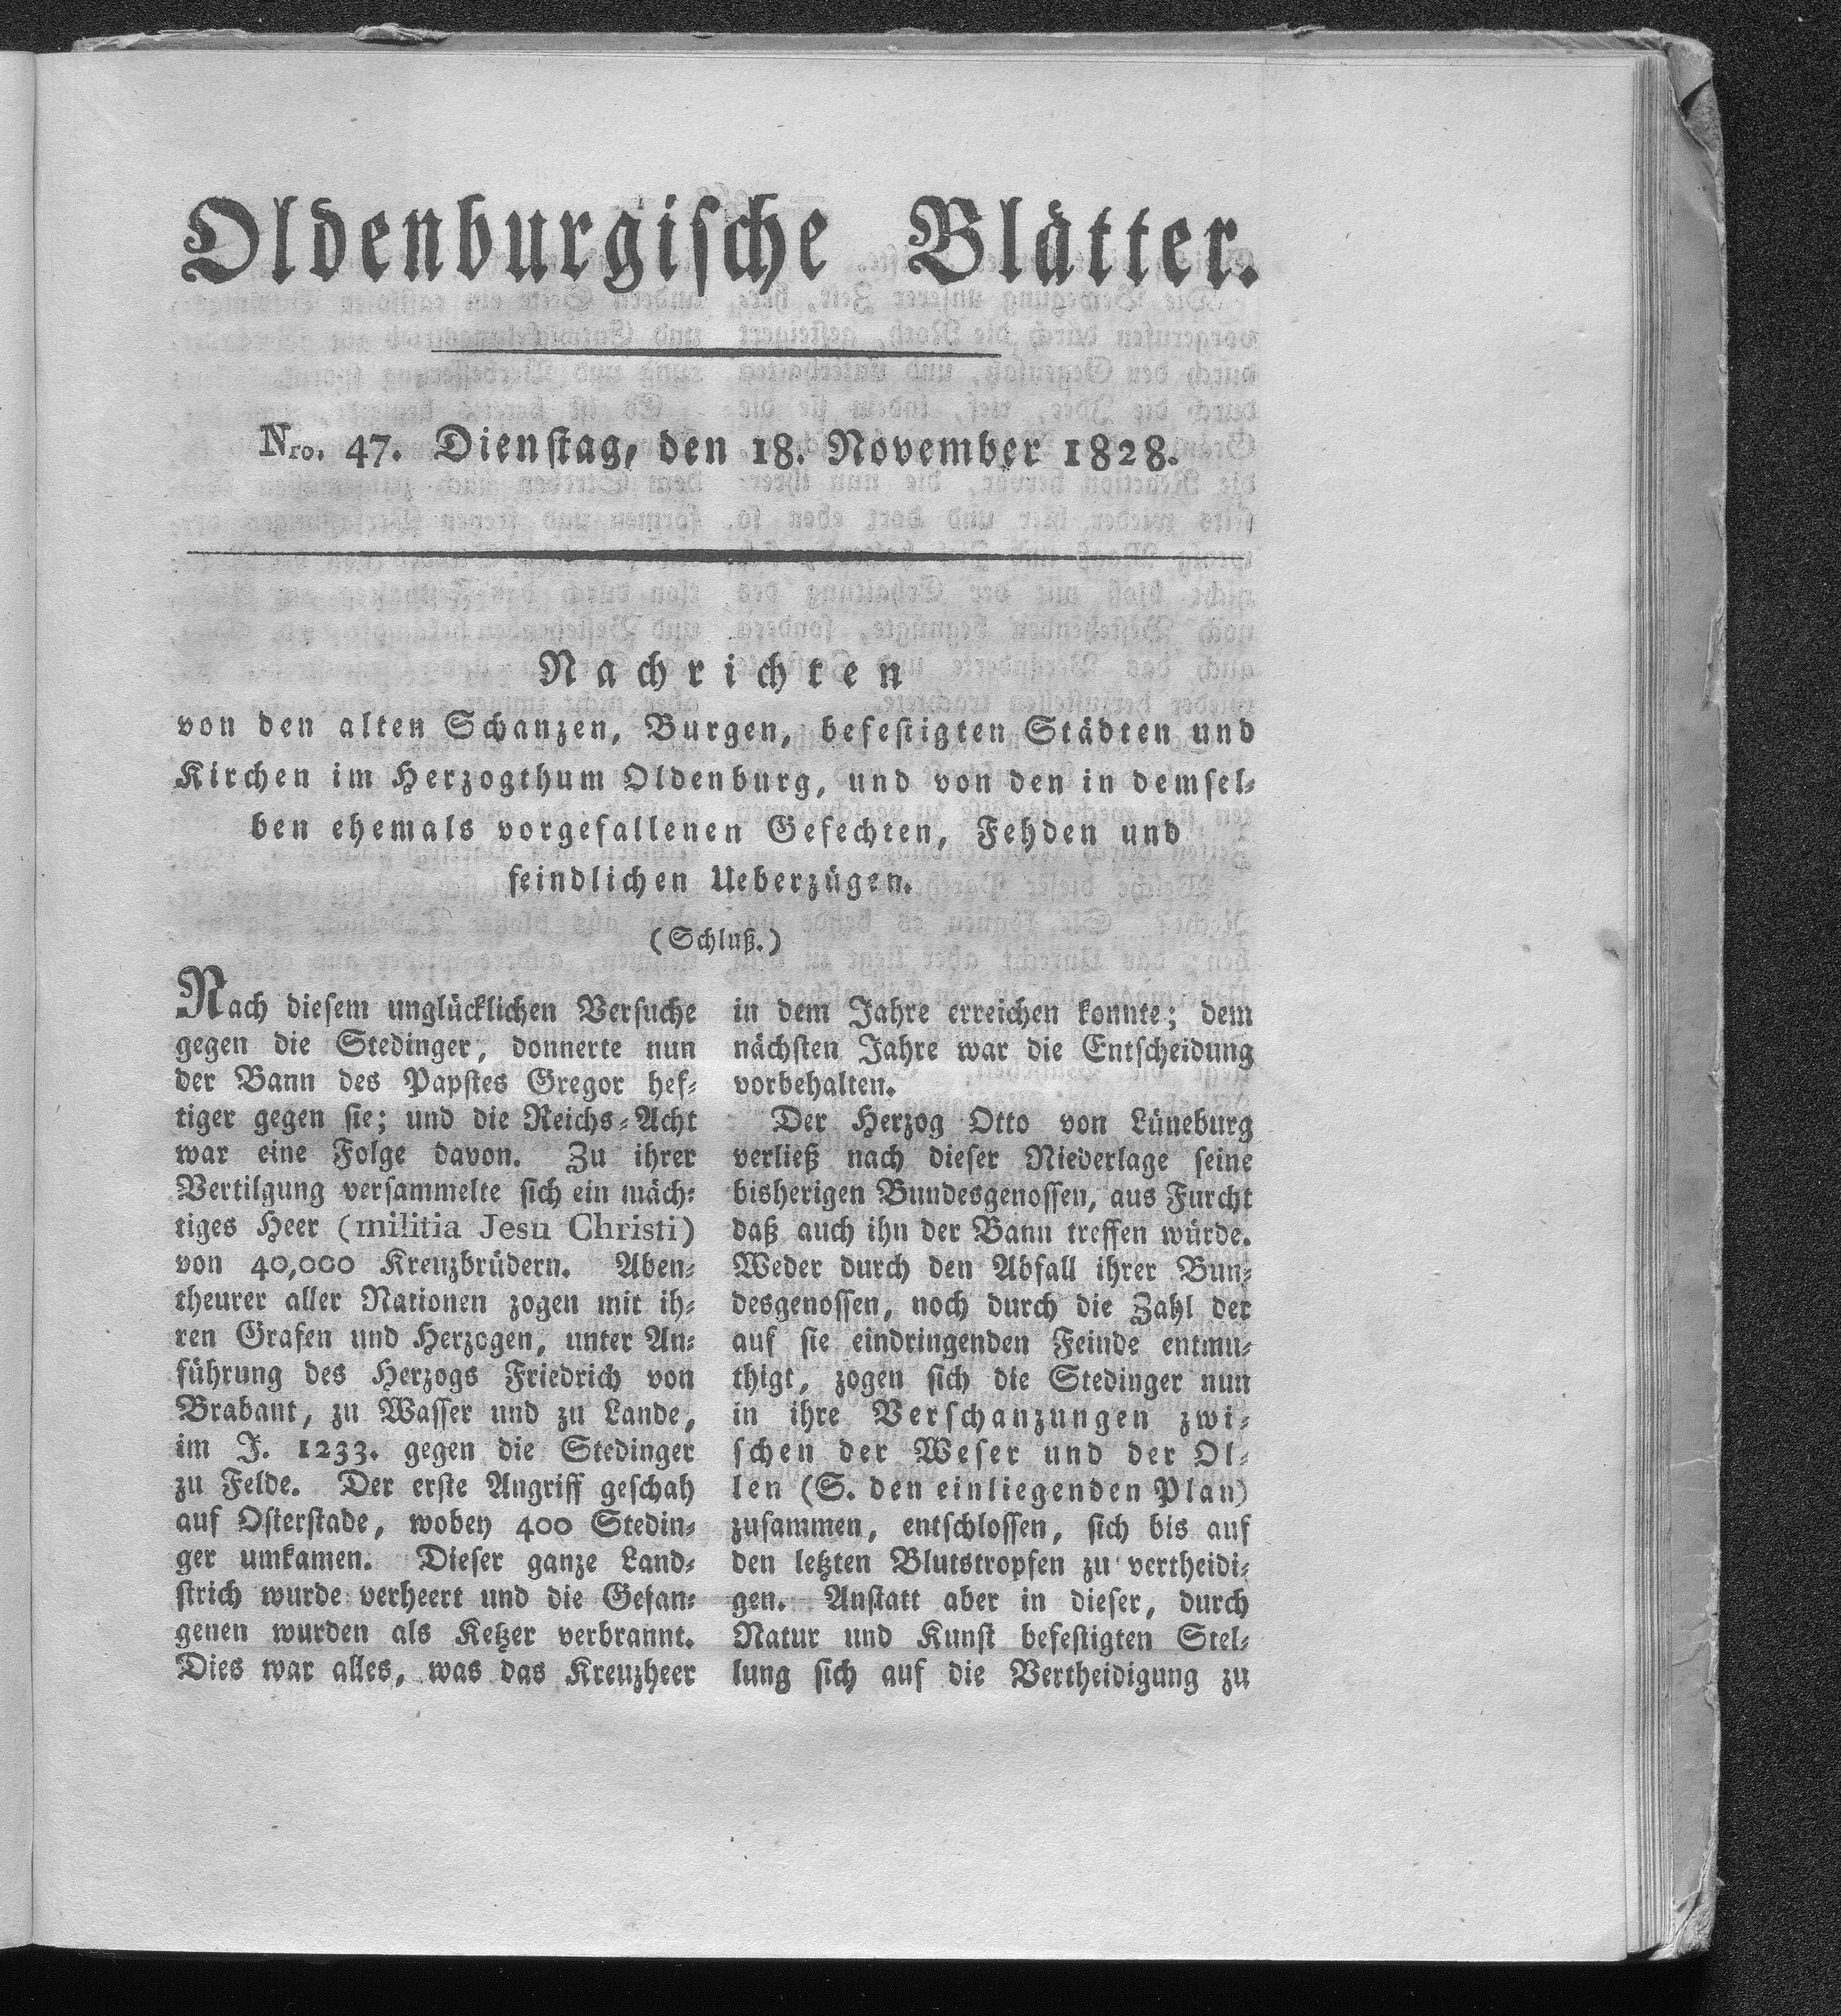 Oldenburgische Blätter.
Nro. 47. Dienstag, den 18. November 1828.
Nachrichten
von den alten Schanzen, Burgen, befestigten Städten und
Kirchen im Herzogthum Oldenburg, und von den in demsel-
ben ehemals vorgefallenen Gefechten, Fehden und
feindlichen Ueberzügen.
(Schluß.)
Nach diesem unglücklichen Versuche
gegen die Stedinger, donnerte nun
der Bann des Papstes Gregor hef-
tiger gegen sie; und die Reichs-Acht
war eine Folge davon. Zu ihrer
Vertilgung versammelte sich ein mäch-
tiges Heer (militia Jesu Christi)
von 40,000 Kreuzbrüdern. Aben-
theurer aller Nationen zogen mit ih-
ren Grafen und Herzogen, unter An-
führung des Herzogs Friedrich von
Brabant, zu Wasser und zu Lande,
im J. 1233. gegen die Stedinger
zu Felde. Der erste Angriff geschah
auf Osterstade, wobey 400 Stedin-
ger umkamen. Dieser ganze Land-
strich wurde verheert und die Gefan-
genen wurden als Ketzer verbrannt.
Dies war alles, was das Kreuzheer
in dem Jahre erreichen konnte; dem
nächsten Jahre war die Entscheidung
vorbehalten.
Der Herzog Otto von Lüneburg
verließ nach dieser Niederlage seine
bisherigen Bundesgenossen, aus Furcht
daß auch ihn der Bann treffen würde.
Weder durch den Abfall ihrer Bun-
desgenossen, noch durch die Zahl der
auf sie eindringenden Feinde entmu-
thigt, zogen sich die Stedinger nun
in ihre Verschanzungen zwi-
schen der Weser und der Ol-
len (S. den einliegenden Plan)
zusammen, entschlossen, sich bis auf
den letzten Blutstropfen zu vertheidi-
gen. Anstatt aber in dieser, durch
Natur und Kunst befestigten Stel-
lung sich auf die Vertheidigung zu